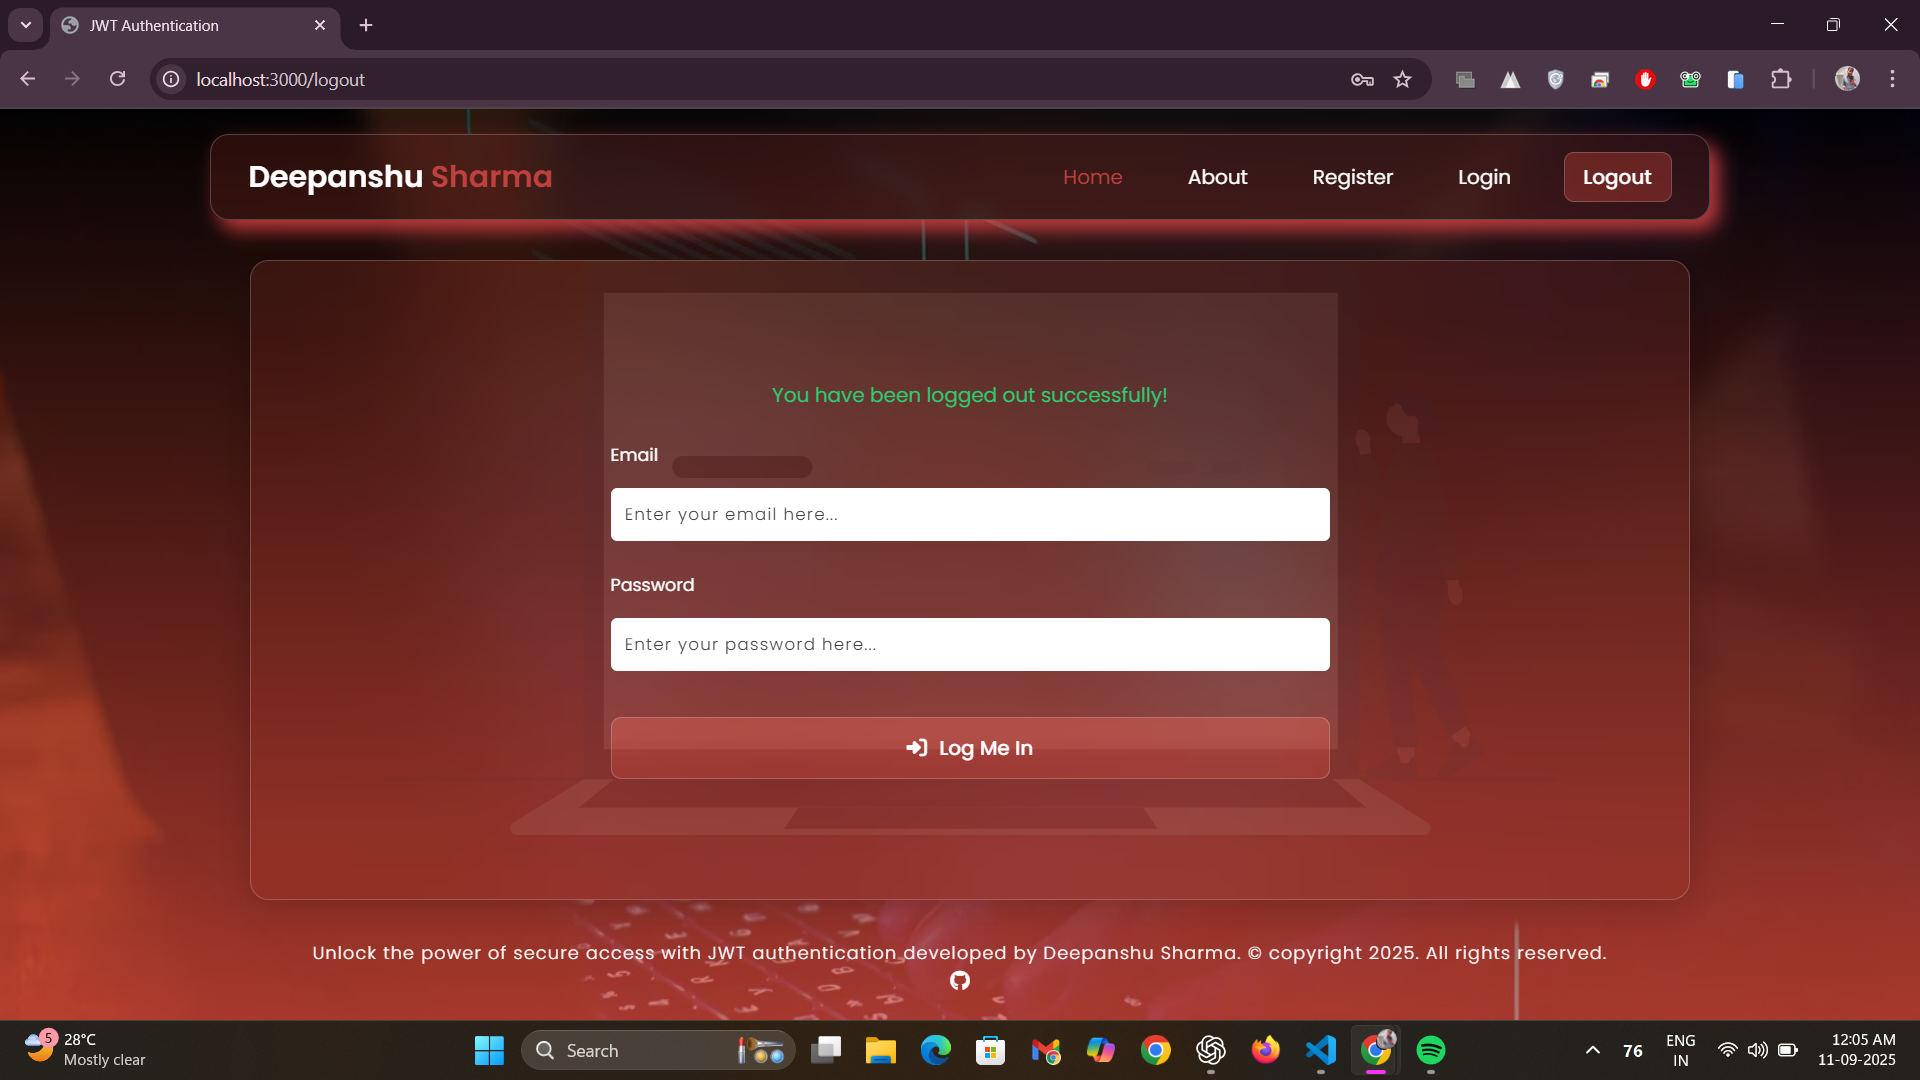 JWT Authentication
localhost:3000/logout
Deepanshu Sharma
Home
About
Register
Login
Logout
You have been logged out successfully!
Email
Enter your email here...
Password
Enter your password here...
Log Me In
Unlock the power of secure access with JWT authentication developed by Deepanshu Sharma. © copyright 2025. All rights reserved.
5
28°C
Mostly clear
Search
76
ENG
IN
12:05 AM
11-09-2025